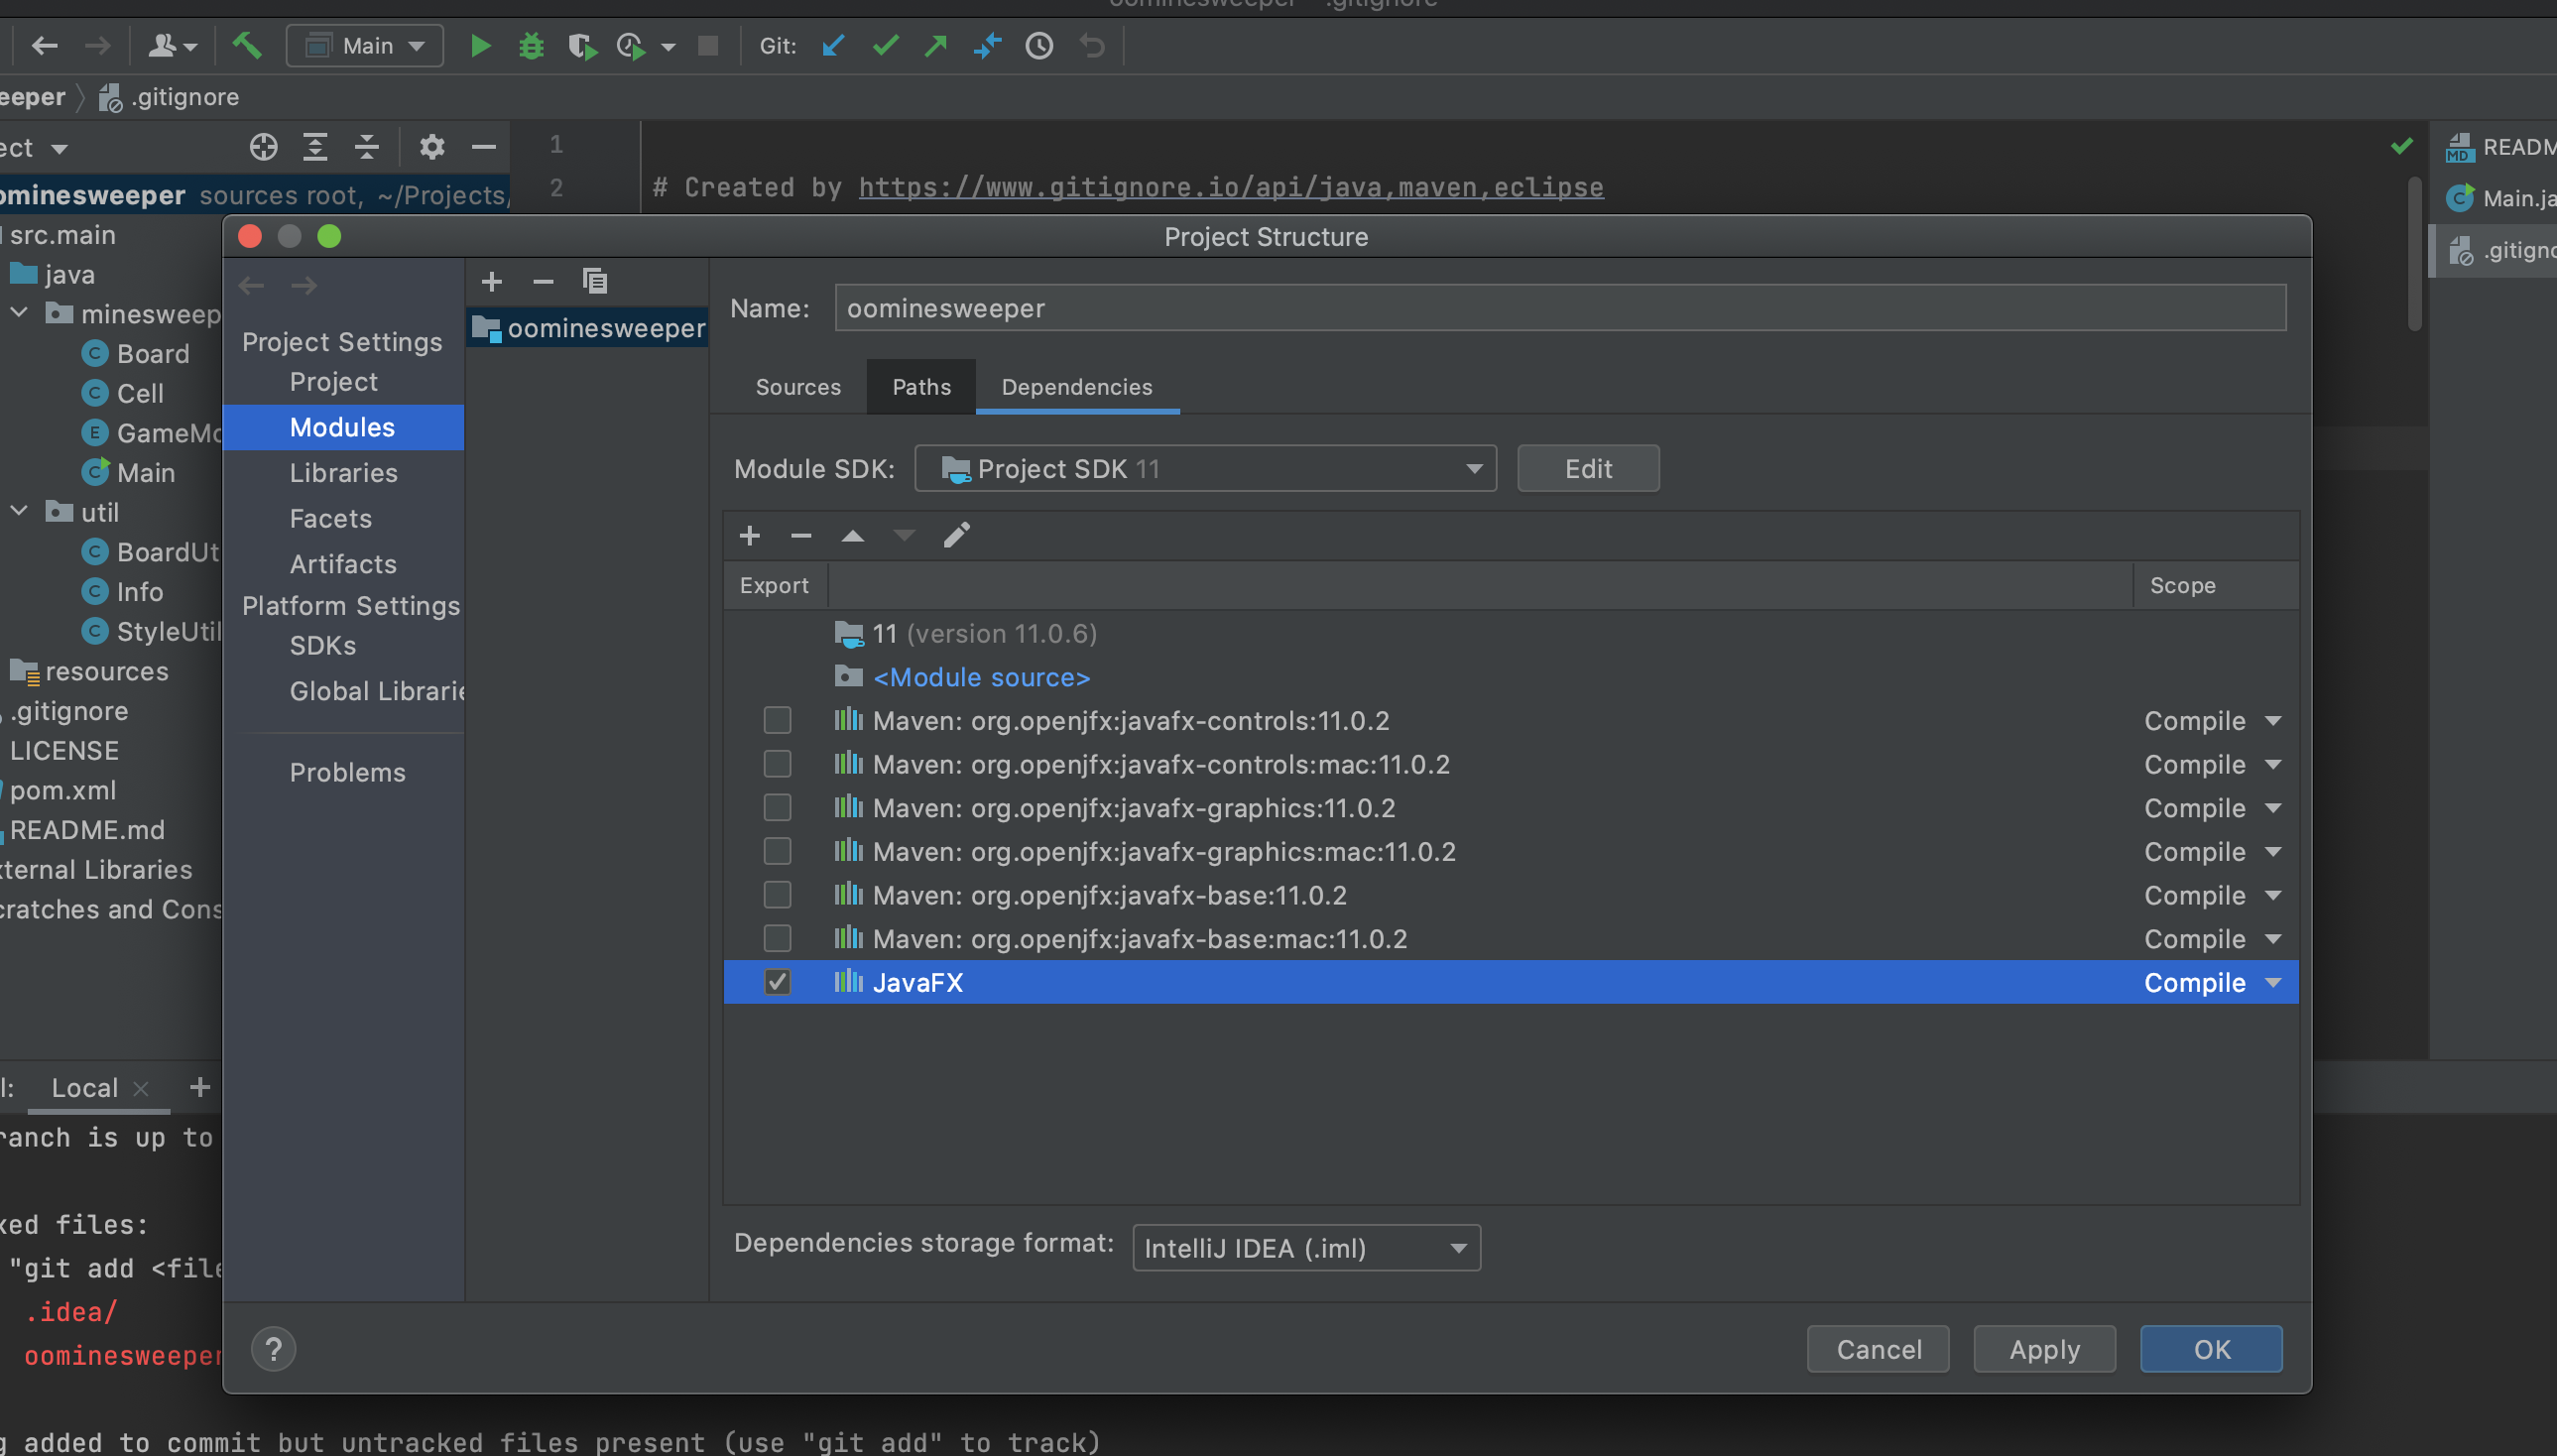 oominesweeper – .gitignore
Main
Git:
eeper
.gitignore
ect
1
2
# Created by https://www.gitignore.io/api/java,maven,eclipse
READM
Main.ja
.gitigno
ominesweeper sources root, ~/Projects/
src.main
java
minesweep
Board
Cell
GameMo
Main
util
BoardUt
Info
StyleUtil
resources
.gitignore
LICENSE
pom.xml
README.md
xternal Libraries
cratches and Cons
Project Structure
Project Settings
Project
Modules
Libraries
Facets
Artifacts
Platform Settings
SDKs
Global Librarie
Problems
oominesweeper
Name: oominesweeper
Sources Paths Dependencies
Module SDK: Project SDK 11 Edit
Export Scope
11 (version 11.0.6)
<Module source>
Maven: org.openjfx:javafx-controls:11.0.2 Compile
Maven: org.openjfx:javafx-controls:mac:11.0.2 Compile
Maven: org.openjfx:javafx-graphics:11.0.2 Compile
Maven: org.openjfx:javafx-graphics:mac:11.0.2 Compile
Maven: org.openjfx:javafx-base:11.0.2 Compile
Maven: org.openjfx:javafx-base:mac:11.0.2 Compile
JavaFX Compile
Dependencies storage format: IntelliJ IDEA (.iml)
? Cancel Apply OK
l: Local
ranch is up to
ked files:
"git add <file
.idea/
oominesweeper
g added to commit but untracked files present (use "git add" to track)